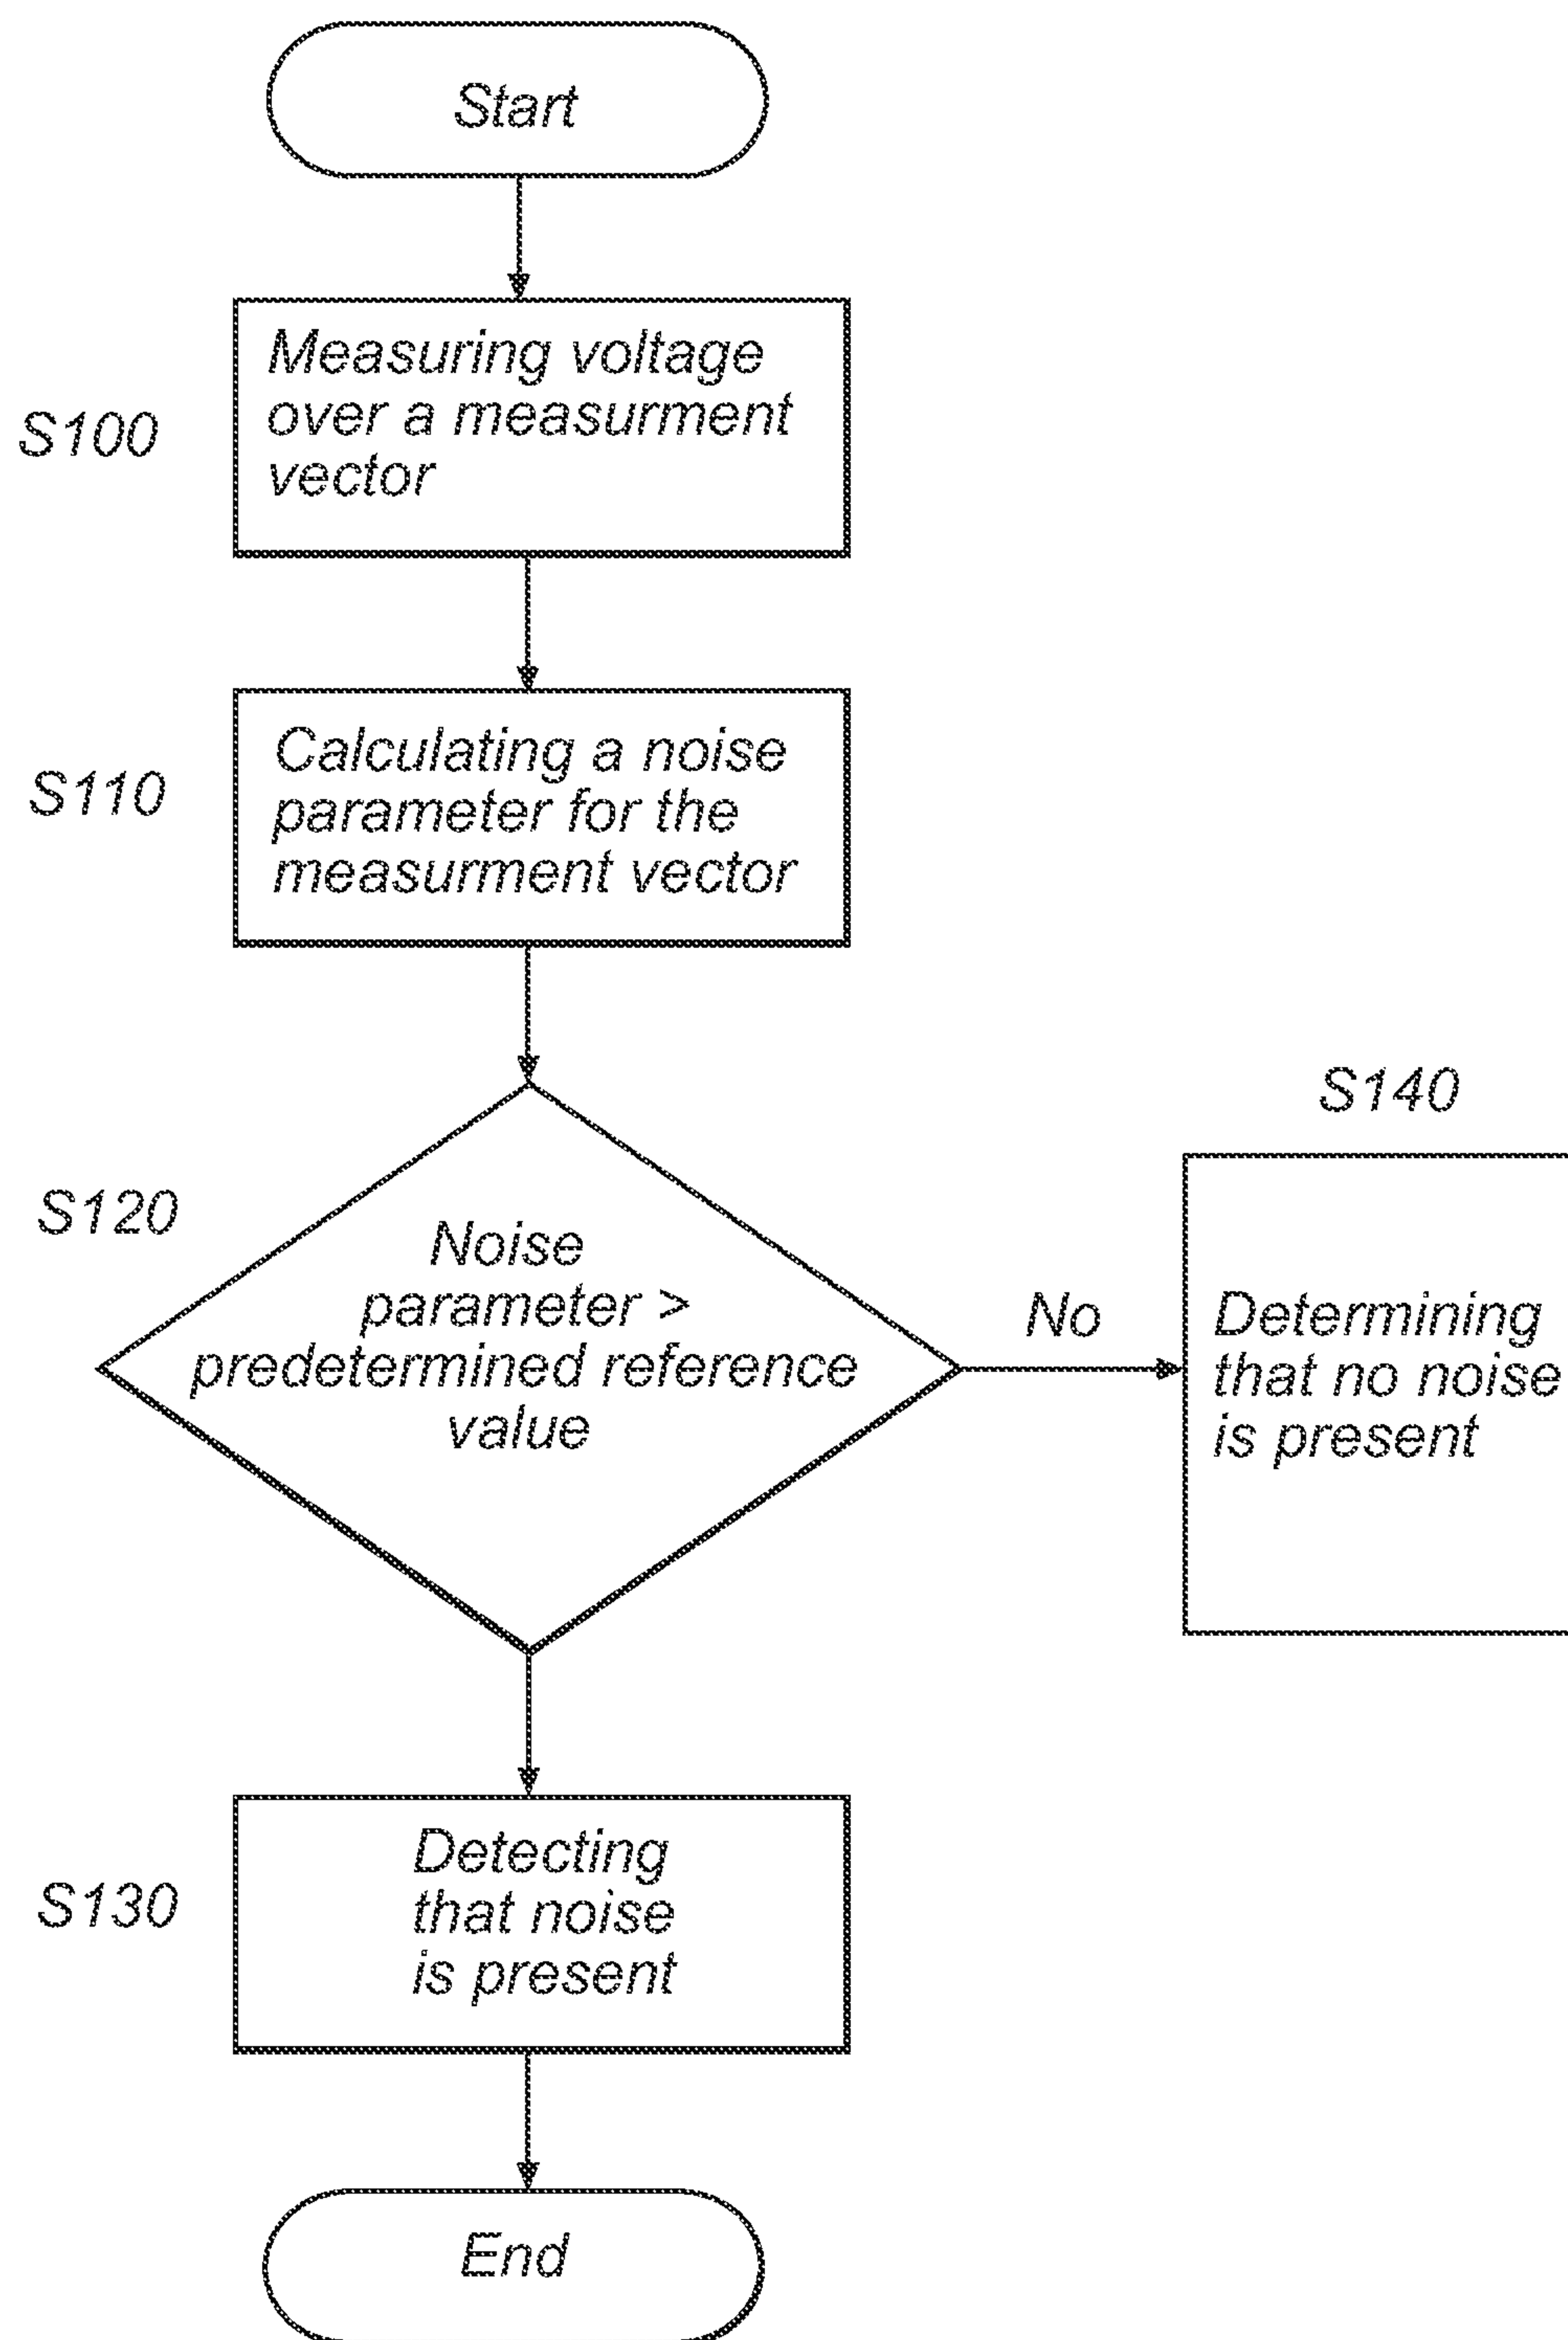 Start
S100
Measuring voltage
over a measurment
vector
S110
Calculating a noise
parameter for the
measurment vector
S120
Noise
parameter >
predetermined reference
value
No
S140
Determining
that no noise
is present
S130
Detecting
that noise
is present
End